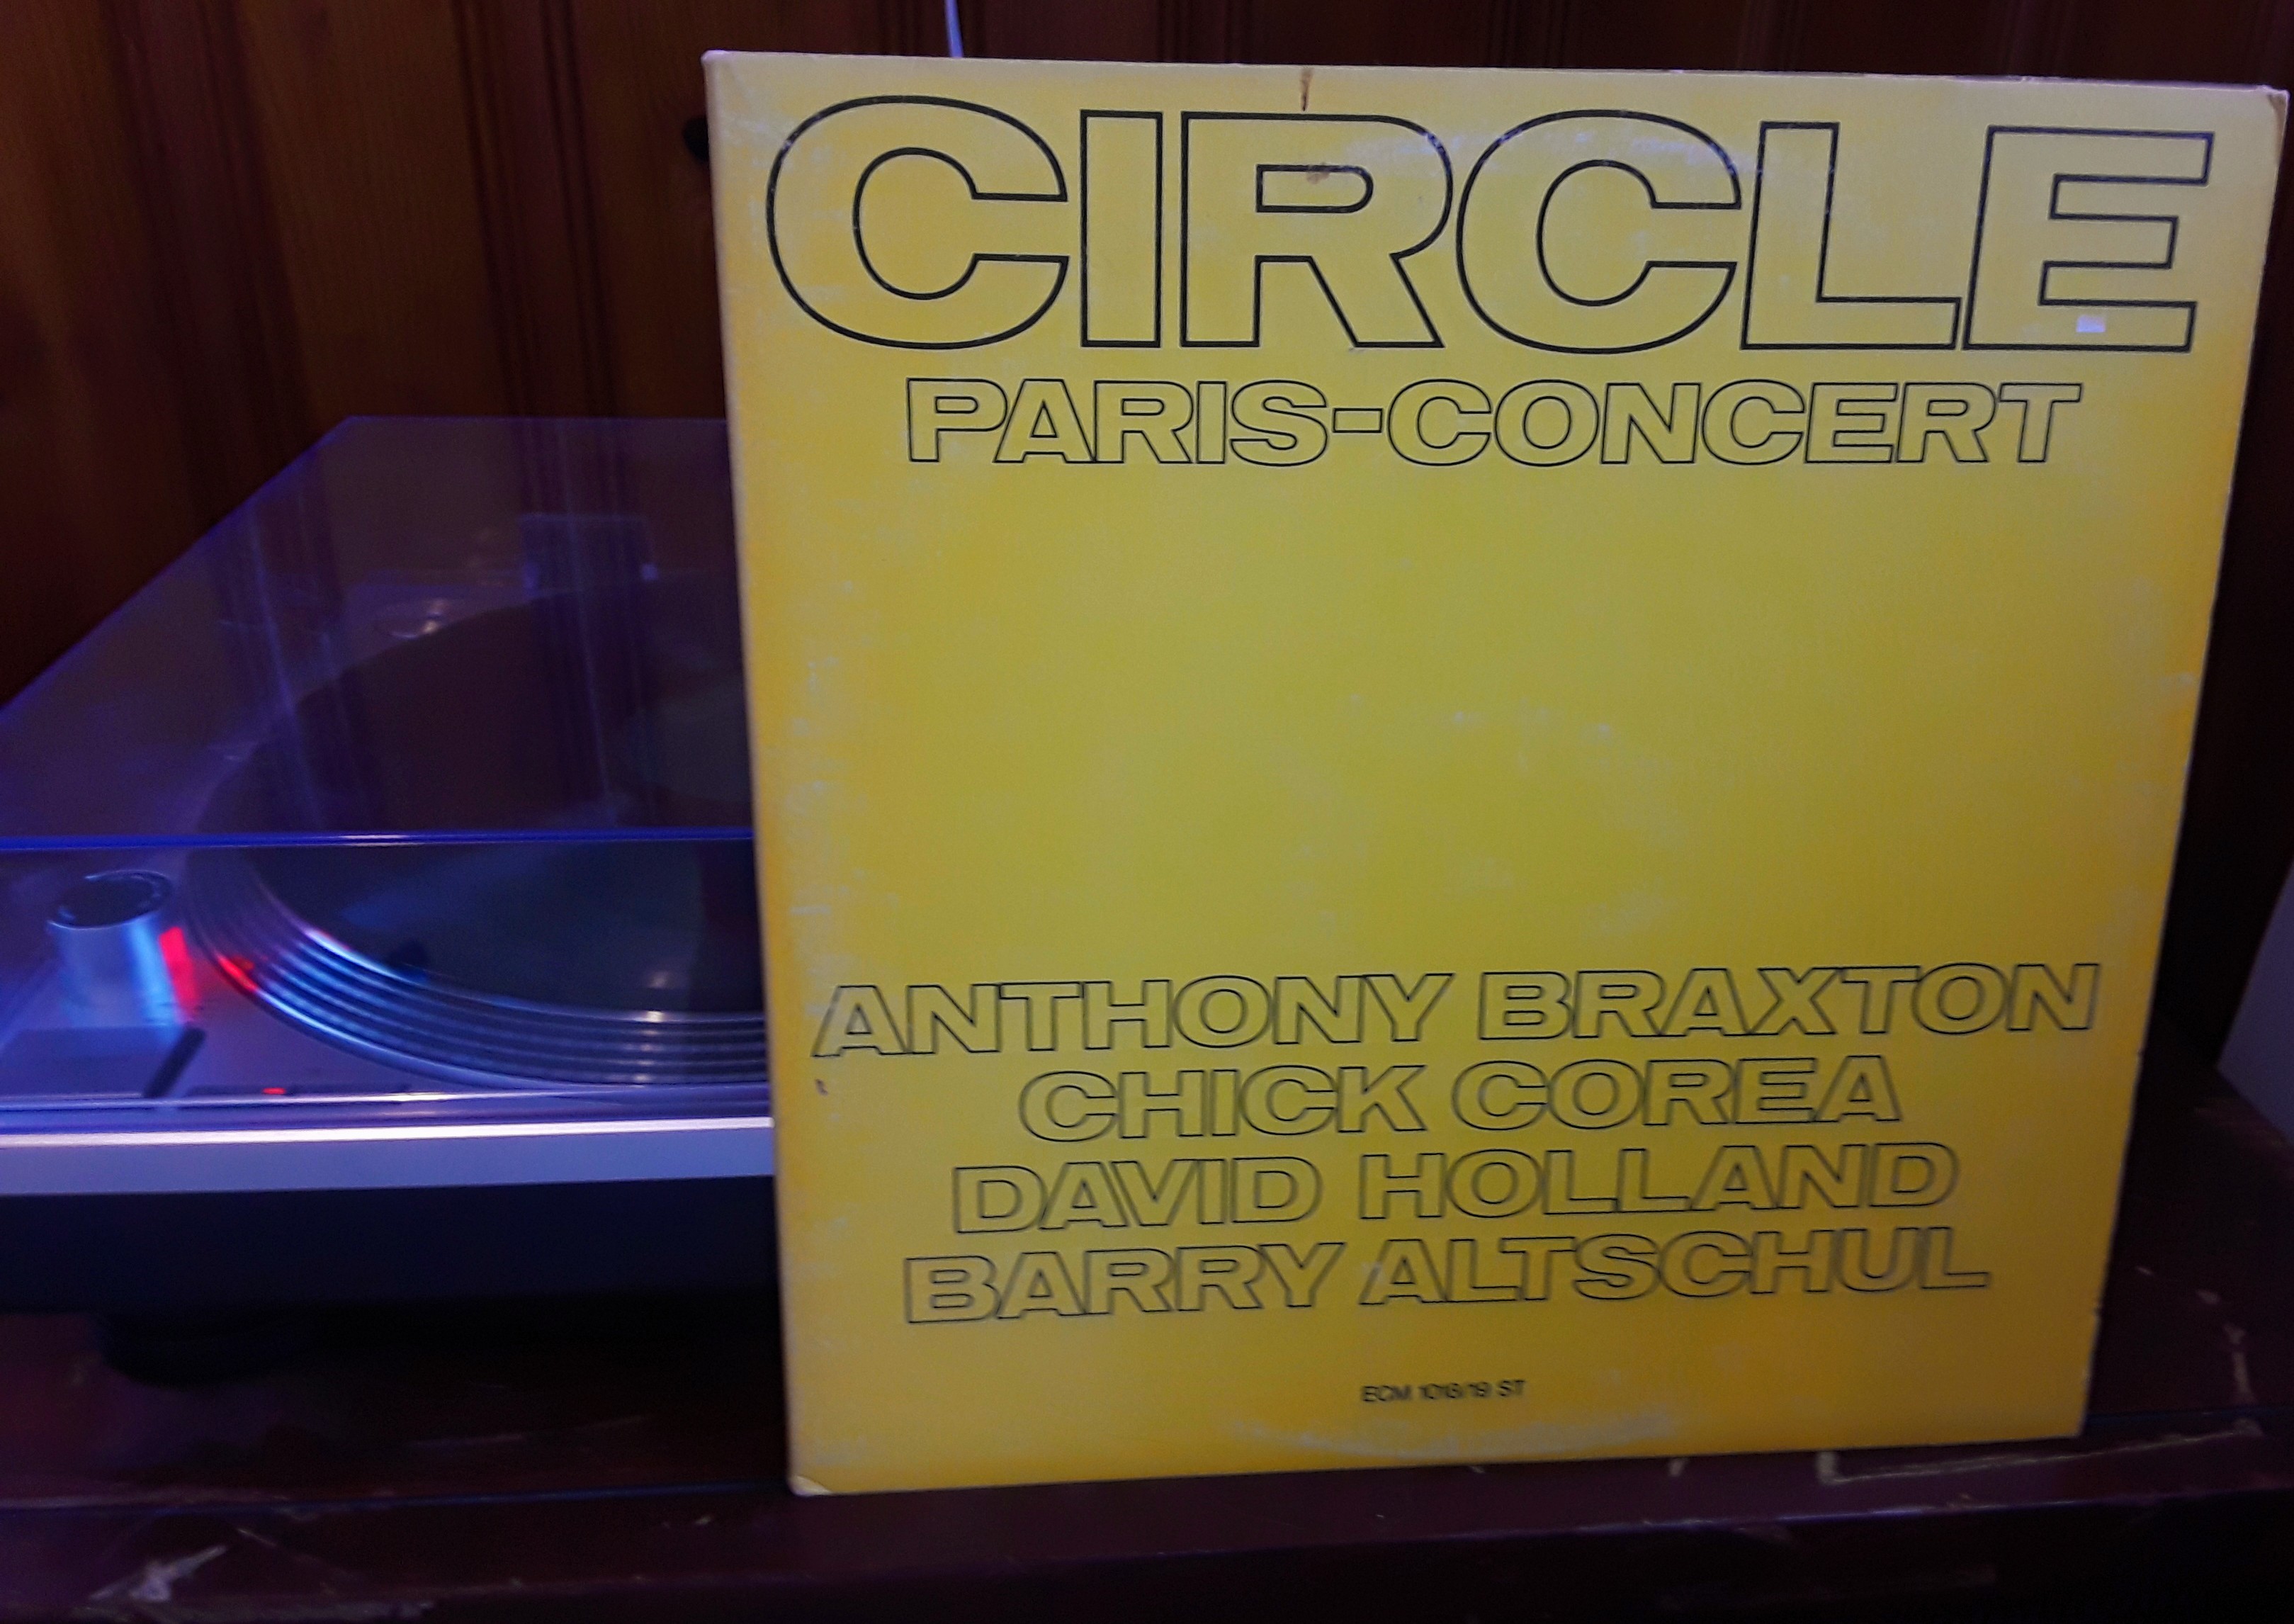 CIRCLE
PARIS-CONCERT
ANTHONY BRAXTON
CHICK COREA
DAVID HOLLAND
BARRY ALTSCHUL
ECM 1018/19 ST